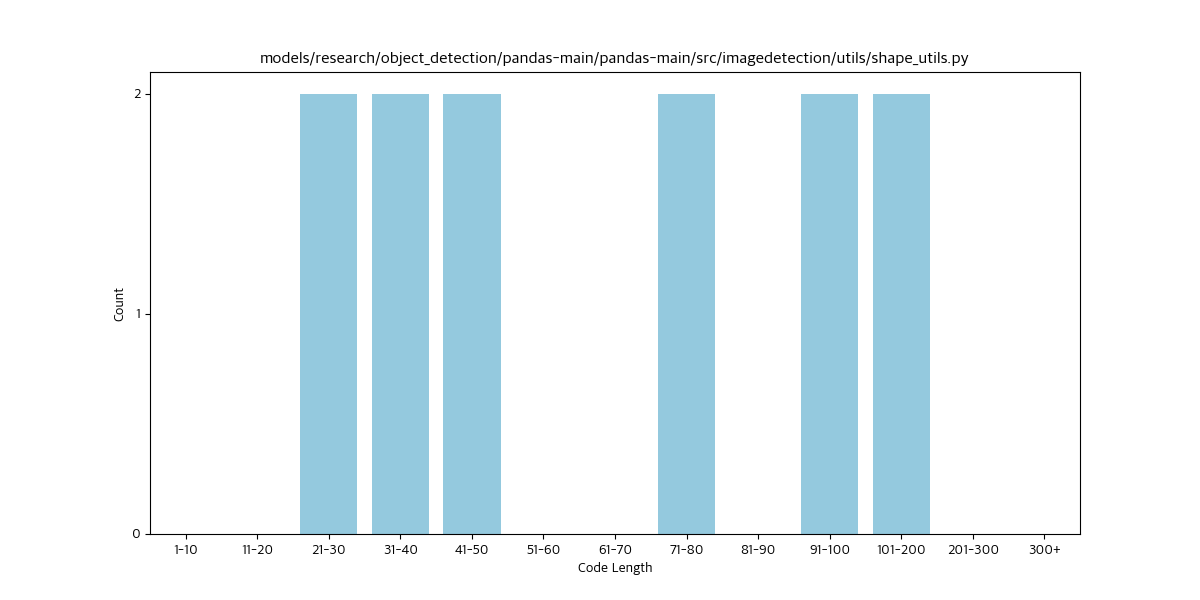 models/research/object_detection/pandas-main/pandas-main/src/imagedetection/utils/shape_utils.py
2
1
0
Count
1-10 11-20 21-30 31-40 41-50 51-60 61-70 71-80 81-90 91-100 101-200 201-300 300+
Code Length